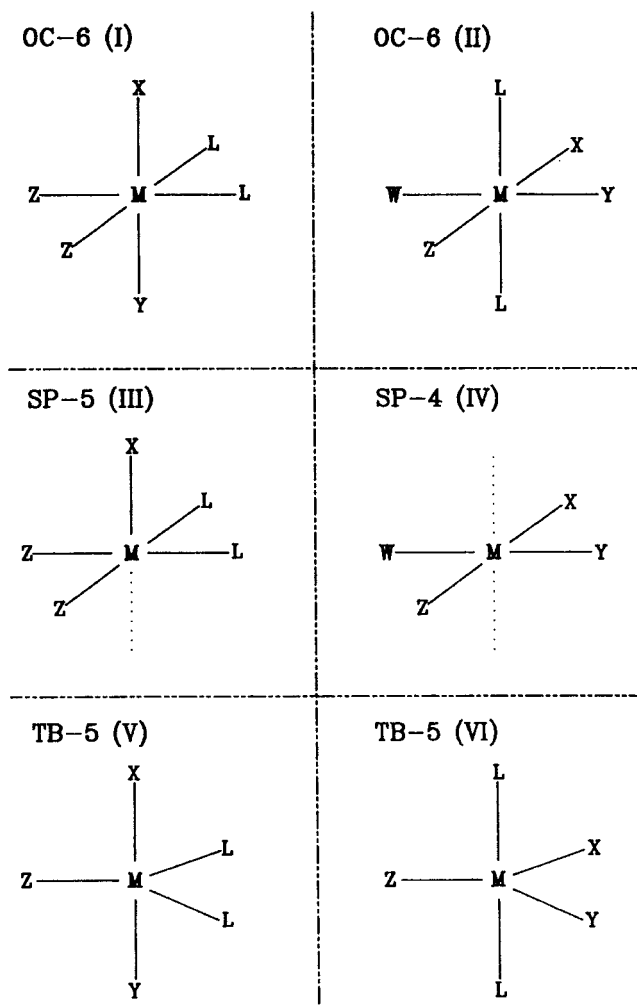 OC-6 (I)
OC-6 (II)
X
L
Z M L
Z
Y
L
X
W M Y
Z
L
SP-5 (III)
SP-4 (IV)
X
L
Z M L
Z
X
W M Y
Z
TB-5 (V)
TB-5 (VI)
X
L
Z M
L
Y
L
X
Z M
Y
L